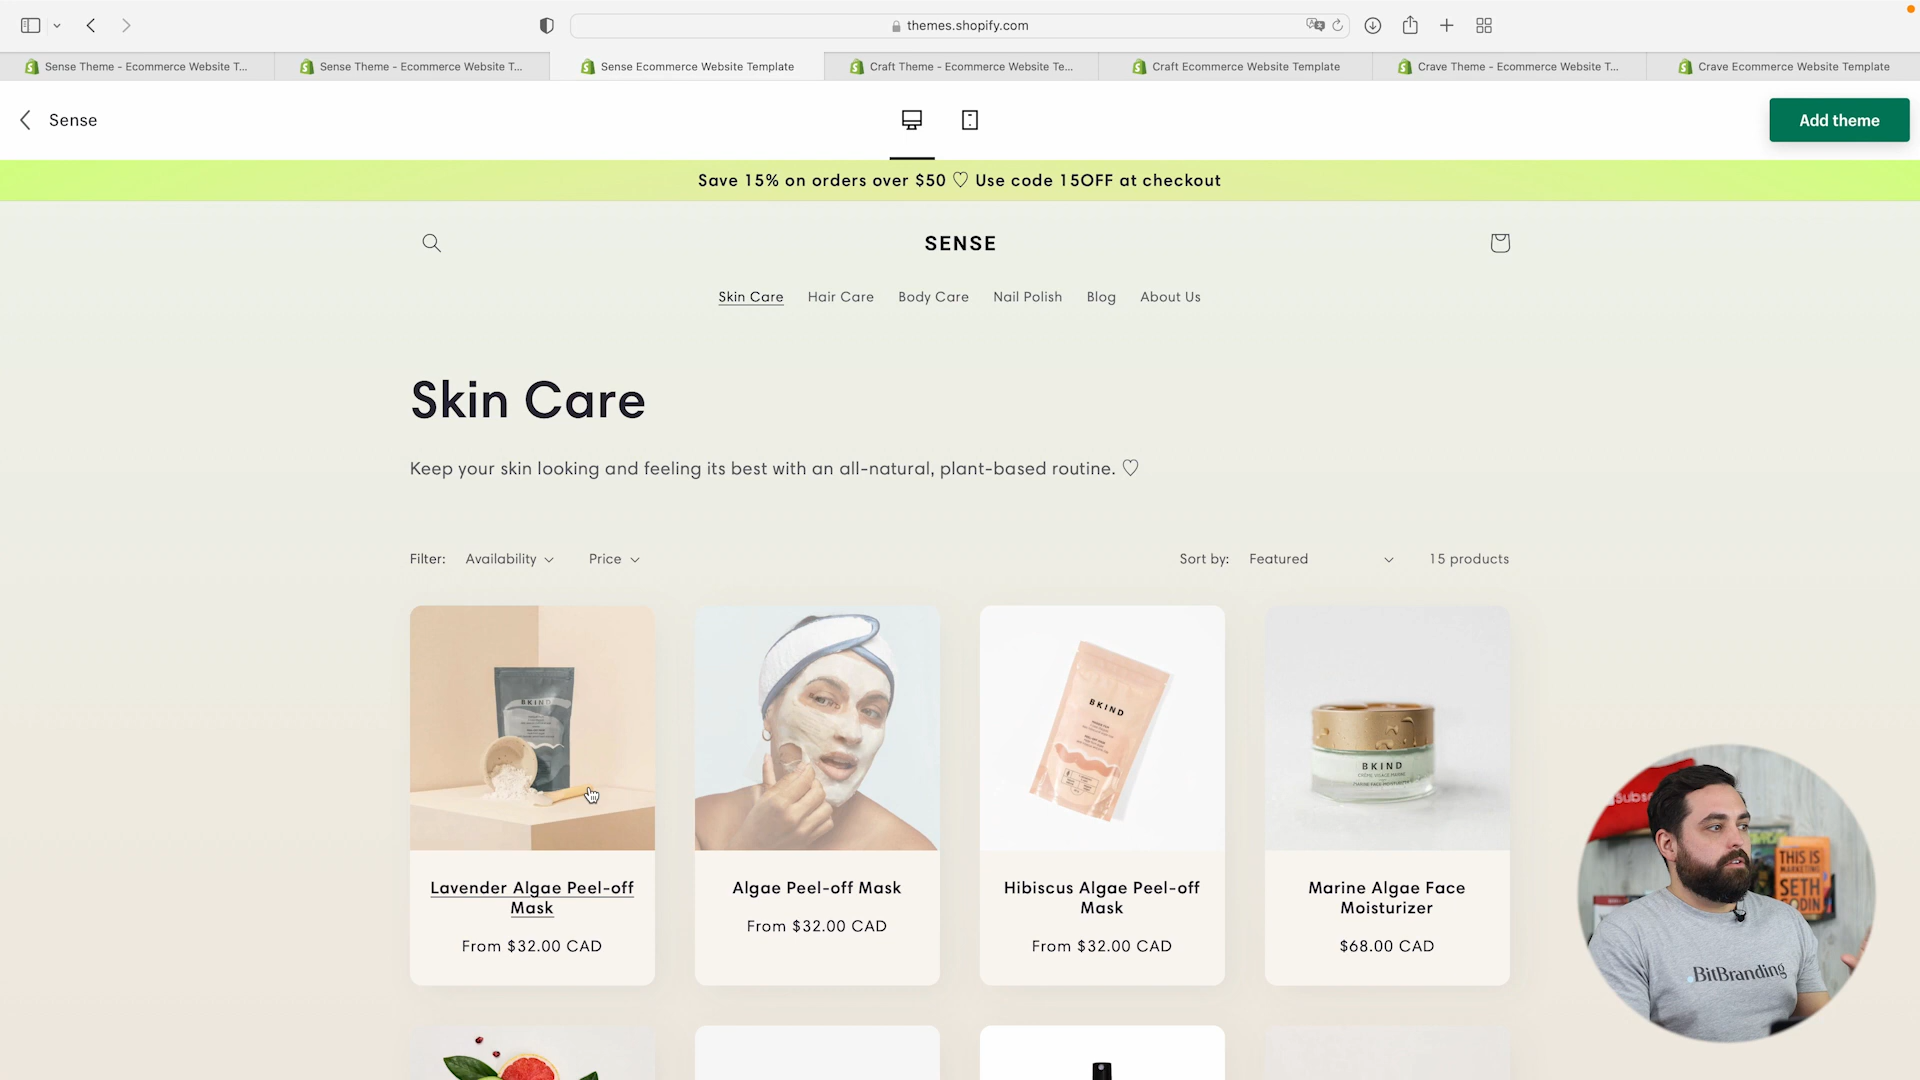 themes.shopify.com
Sense Theme - Ecommerce Website T...
Sense Theme - Ecommerce Website T...
Sense Ecommerce Website Template
Craft Theme - Ecommerce Website Te...
Craft Ecommerce Website Template
Crave Theme - Ecommerce Website T...
Crave Ecommerce Website Template
Sense
Add theme
Save 15% on orders over $50 ♡ Use code 15OFF at checkout
SENSE
Skin Care
Hair Care
Body Care
Nail Polish
Blog
About Us
Skin Care
Keep your skin looking and feeling its best with an all-natural, plant-based routine. ♡
Filter:
Availability
Price
Sort by:
Featured
15 products
BKIND
BKIND
BKIND
CRÈME VISAGE MARINE
MARINE FACE MOISTURIZER
Lavender Algae Peel-off
Mask
From $32.00 CAD
Algae Peel-off Mask
From $32.00 CAD
Hibiscus Algae Peel-off
Mask
From $32.00 CAD
Marine Algae Face
Moisturizer
$68.00 CAD
THIS IS
MARKETING
SETH
GODIN
BitBranding